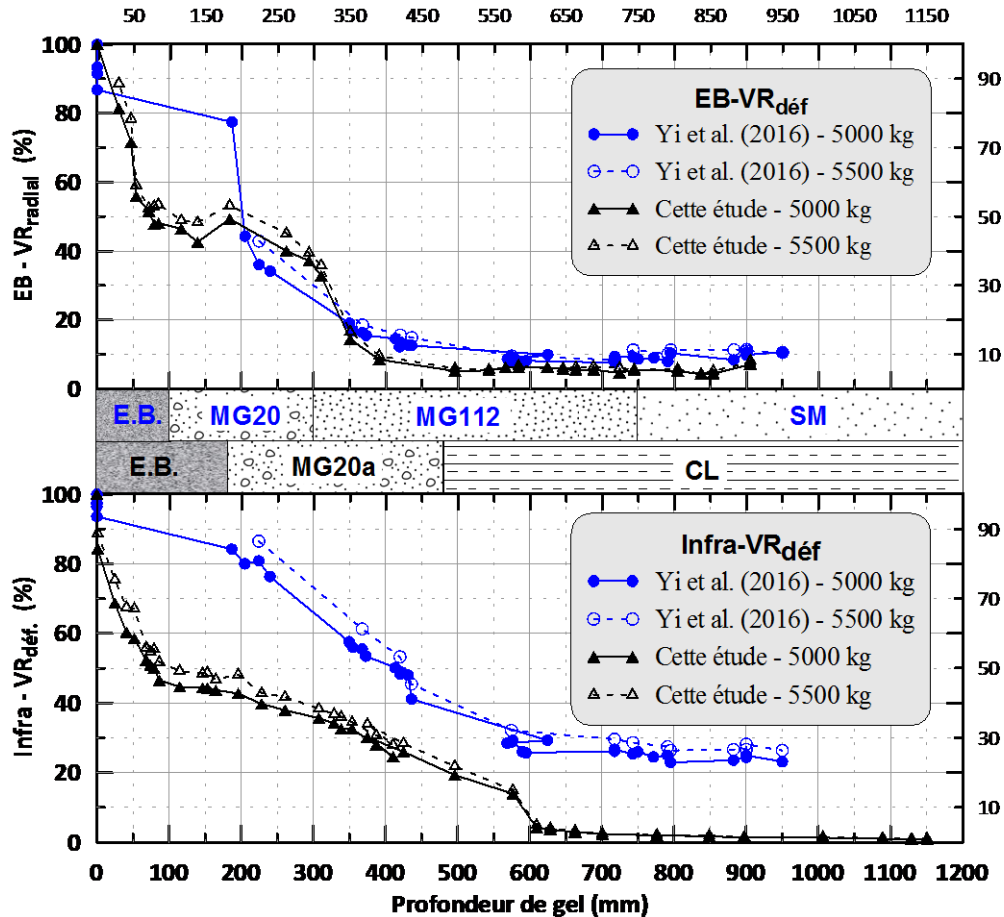 50 150 250 350 450 550 650 750 850 950 1050 1150
100
80
60
40
20
0
90
70
50
30
10
EB - VRradial (%)
EB-VRdéf
Yi et al. (2016) - 5000 kg
Yi et al. (2016) - 5500 kg
Cette étude - 5000 kg
Cette étude - 5500 kg
E.B. MG20 MG112 SM
E.B. MG20a CL
100
80
60
40
20
0
90
70
50
30
10
Infra - VRdéf. (%)
Infra-VRdéf
Yi et al. (2016) - 5000 kg
Yi et al. (2016) - 5500 kg
Cette étude - 5000 kg
Cette étude - 5500 kg
0 100 200 300 400 500 600 700 800 900 1000 1100 1200
Profondeur de gel (mm)